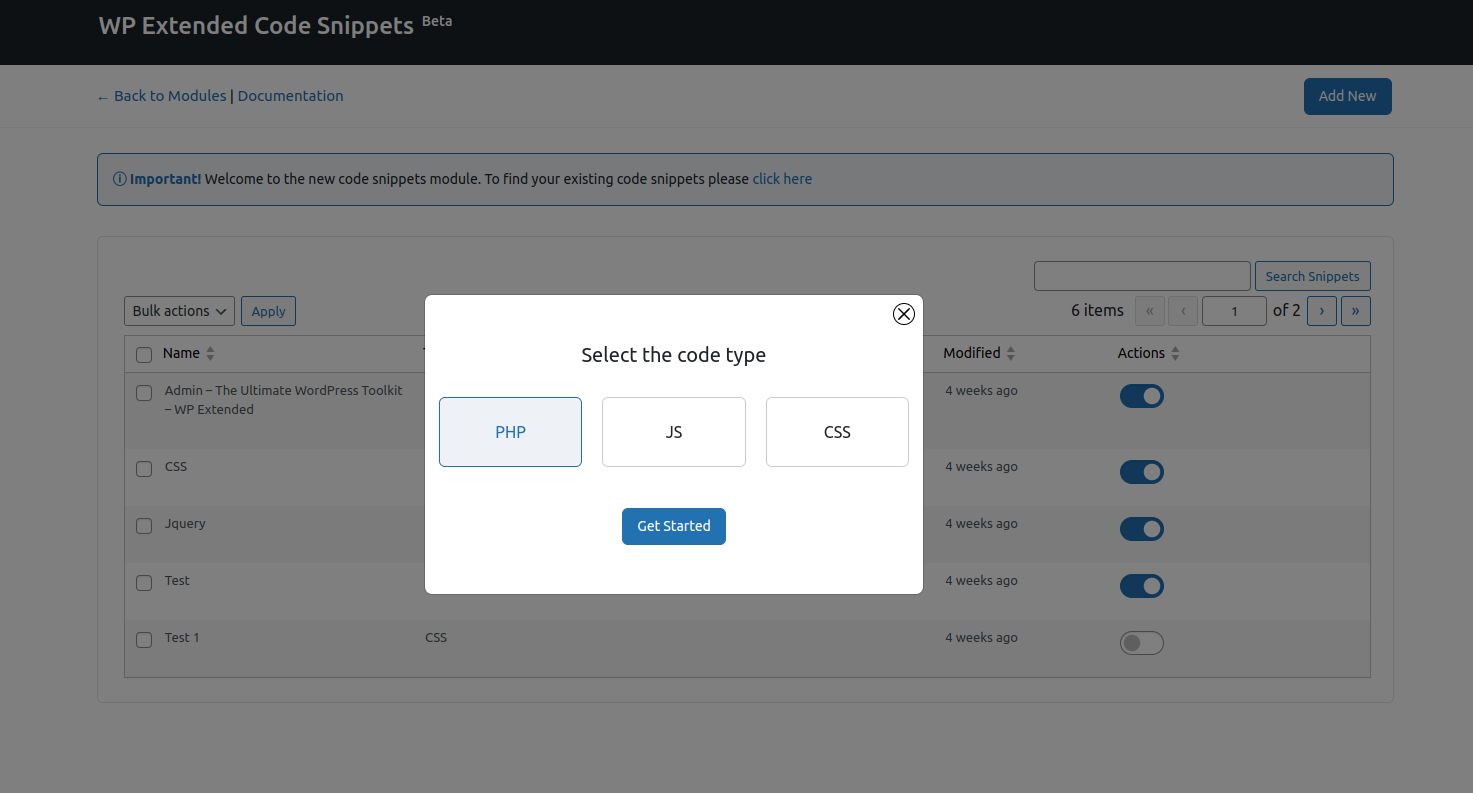 WP Extended Code Snippets Beta
← Back to Modules | Documentation
Add New
Important! Welcome to the new code snippets module. To find your existing code snippets please click here
Search Snippets
Bulk actions
Apply
6 items « ‹ 1 of 2 › »
Name
Modified
Actions
Admin – The Ultimate WordPress Toolkit
– WP Extended
4 weeks ago
CSS
4 weeks ago
Jquery
4 weeks ago
Test
4 weeks ago
Test 1
CSS
4 weeks ago
Select the code type
PHP
JS
CSS
Get Started